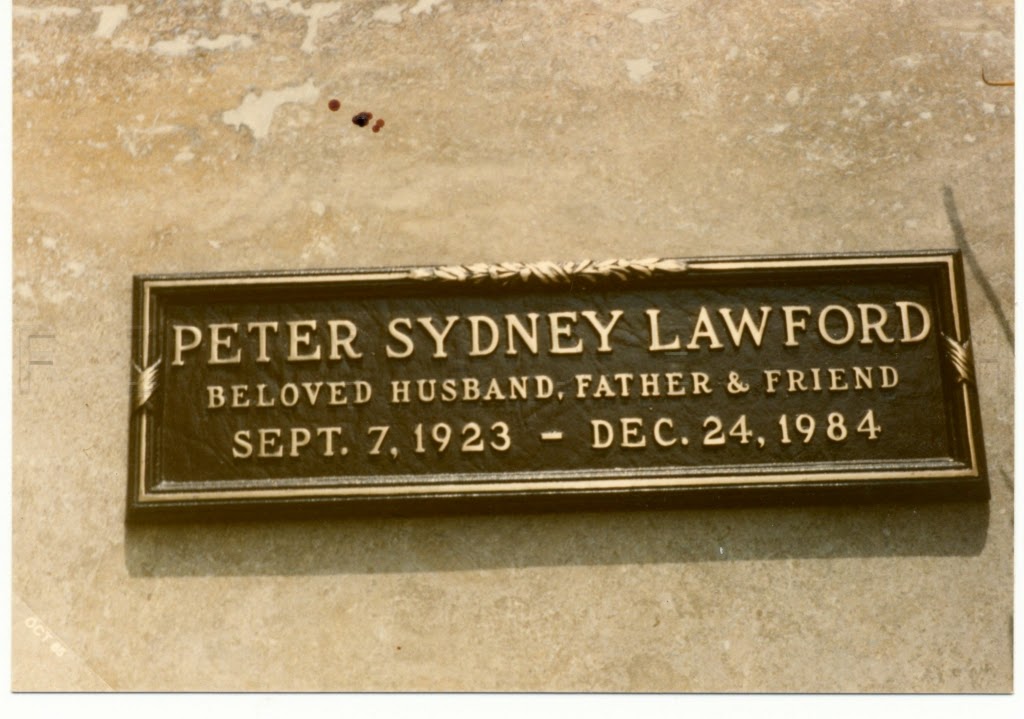 PETER SYDNEY LAWFORD
BELOVED HUSBAND, FATHER & FRIEND
SEPT. 7, 1923 – DEC. 24, 1984
OCT 85